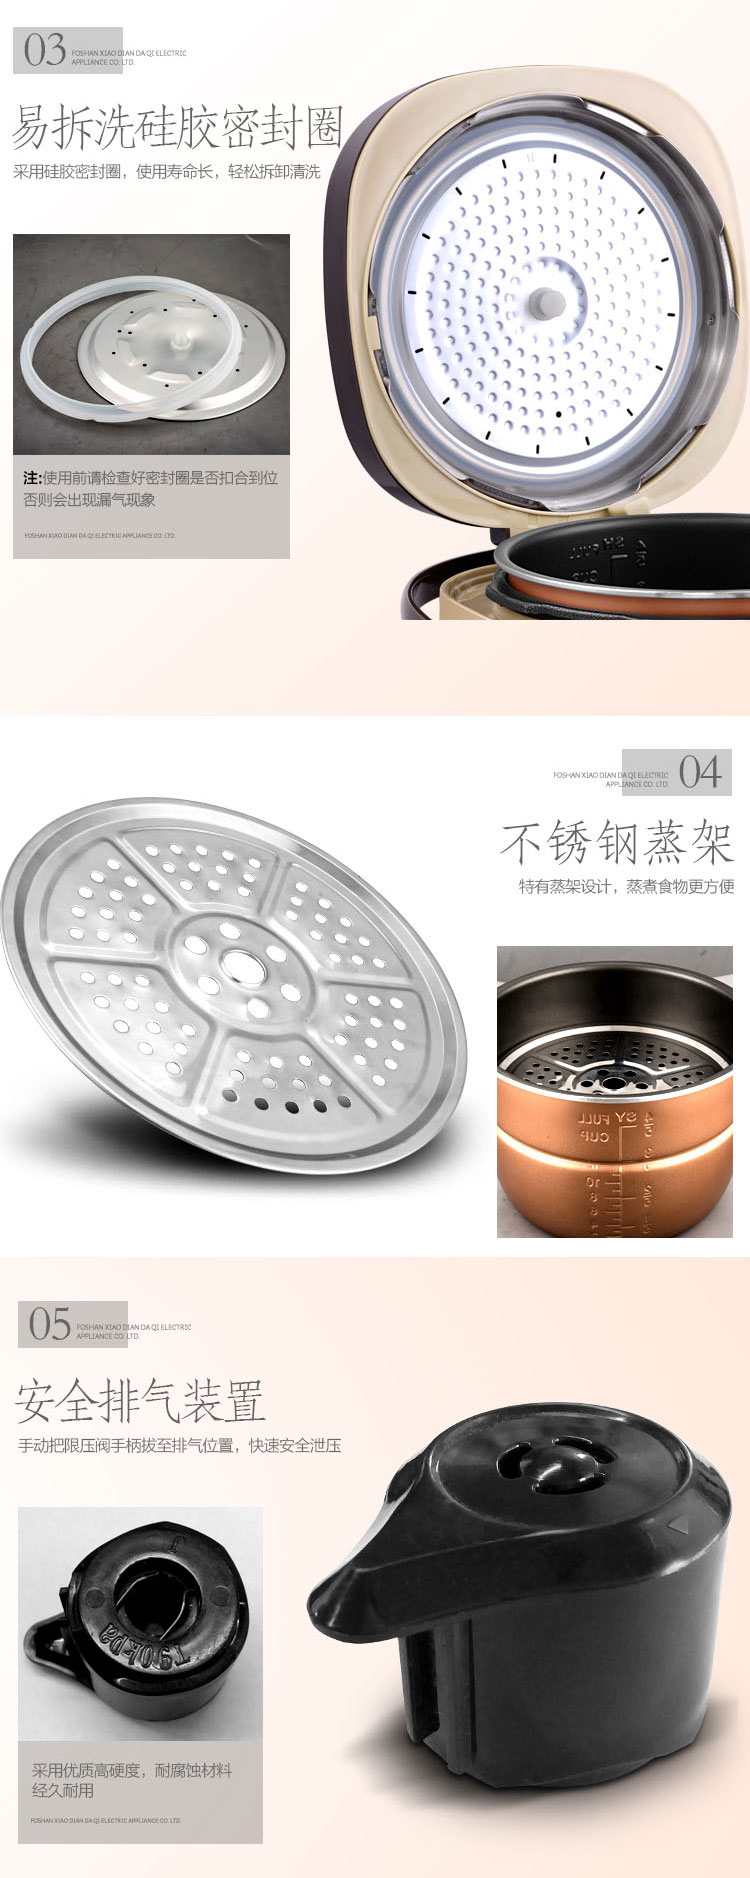 03
FOSHAN XIAO DIAN DA QI ELECTRIC
APPLIANCE CO. LTD.
易拆洗硅胶密封圈
采用硅胶密封圈，使用寿命长，轻松拆卸清洗
注:使用前请检查好密封圈是否扣合到位
否则会出现漏气现象
FOSHAN XIAO DIAN DA QI ELECTRIC APPLIANCE CO. LTD.
04
FOSHAN XIAO DIAN DA QI ELECTRIC
APPLIANCE CO. LTD.
不锈钢蒸架
特有蒸架设计，蒸煮食物更方便
CUP
10
8
05
FOSHAN XIAO DIAN DA QI ELECTRIC
APPLIANCE CO. LTD.
安全排气装置
手动把限压阀手柄拔至排气位置，快速安全泄压
T90kPa
采用优质高硬度，耐腐蚀材料
经久耐用
FOSHAN XIAO DIAN DA QI ELECTRIC APPLIANCE CO. LTD.